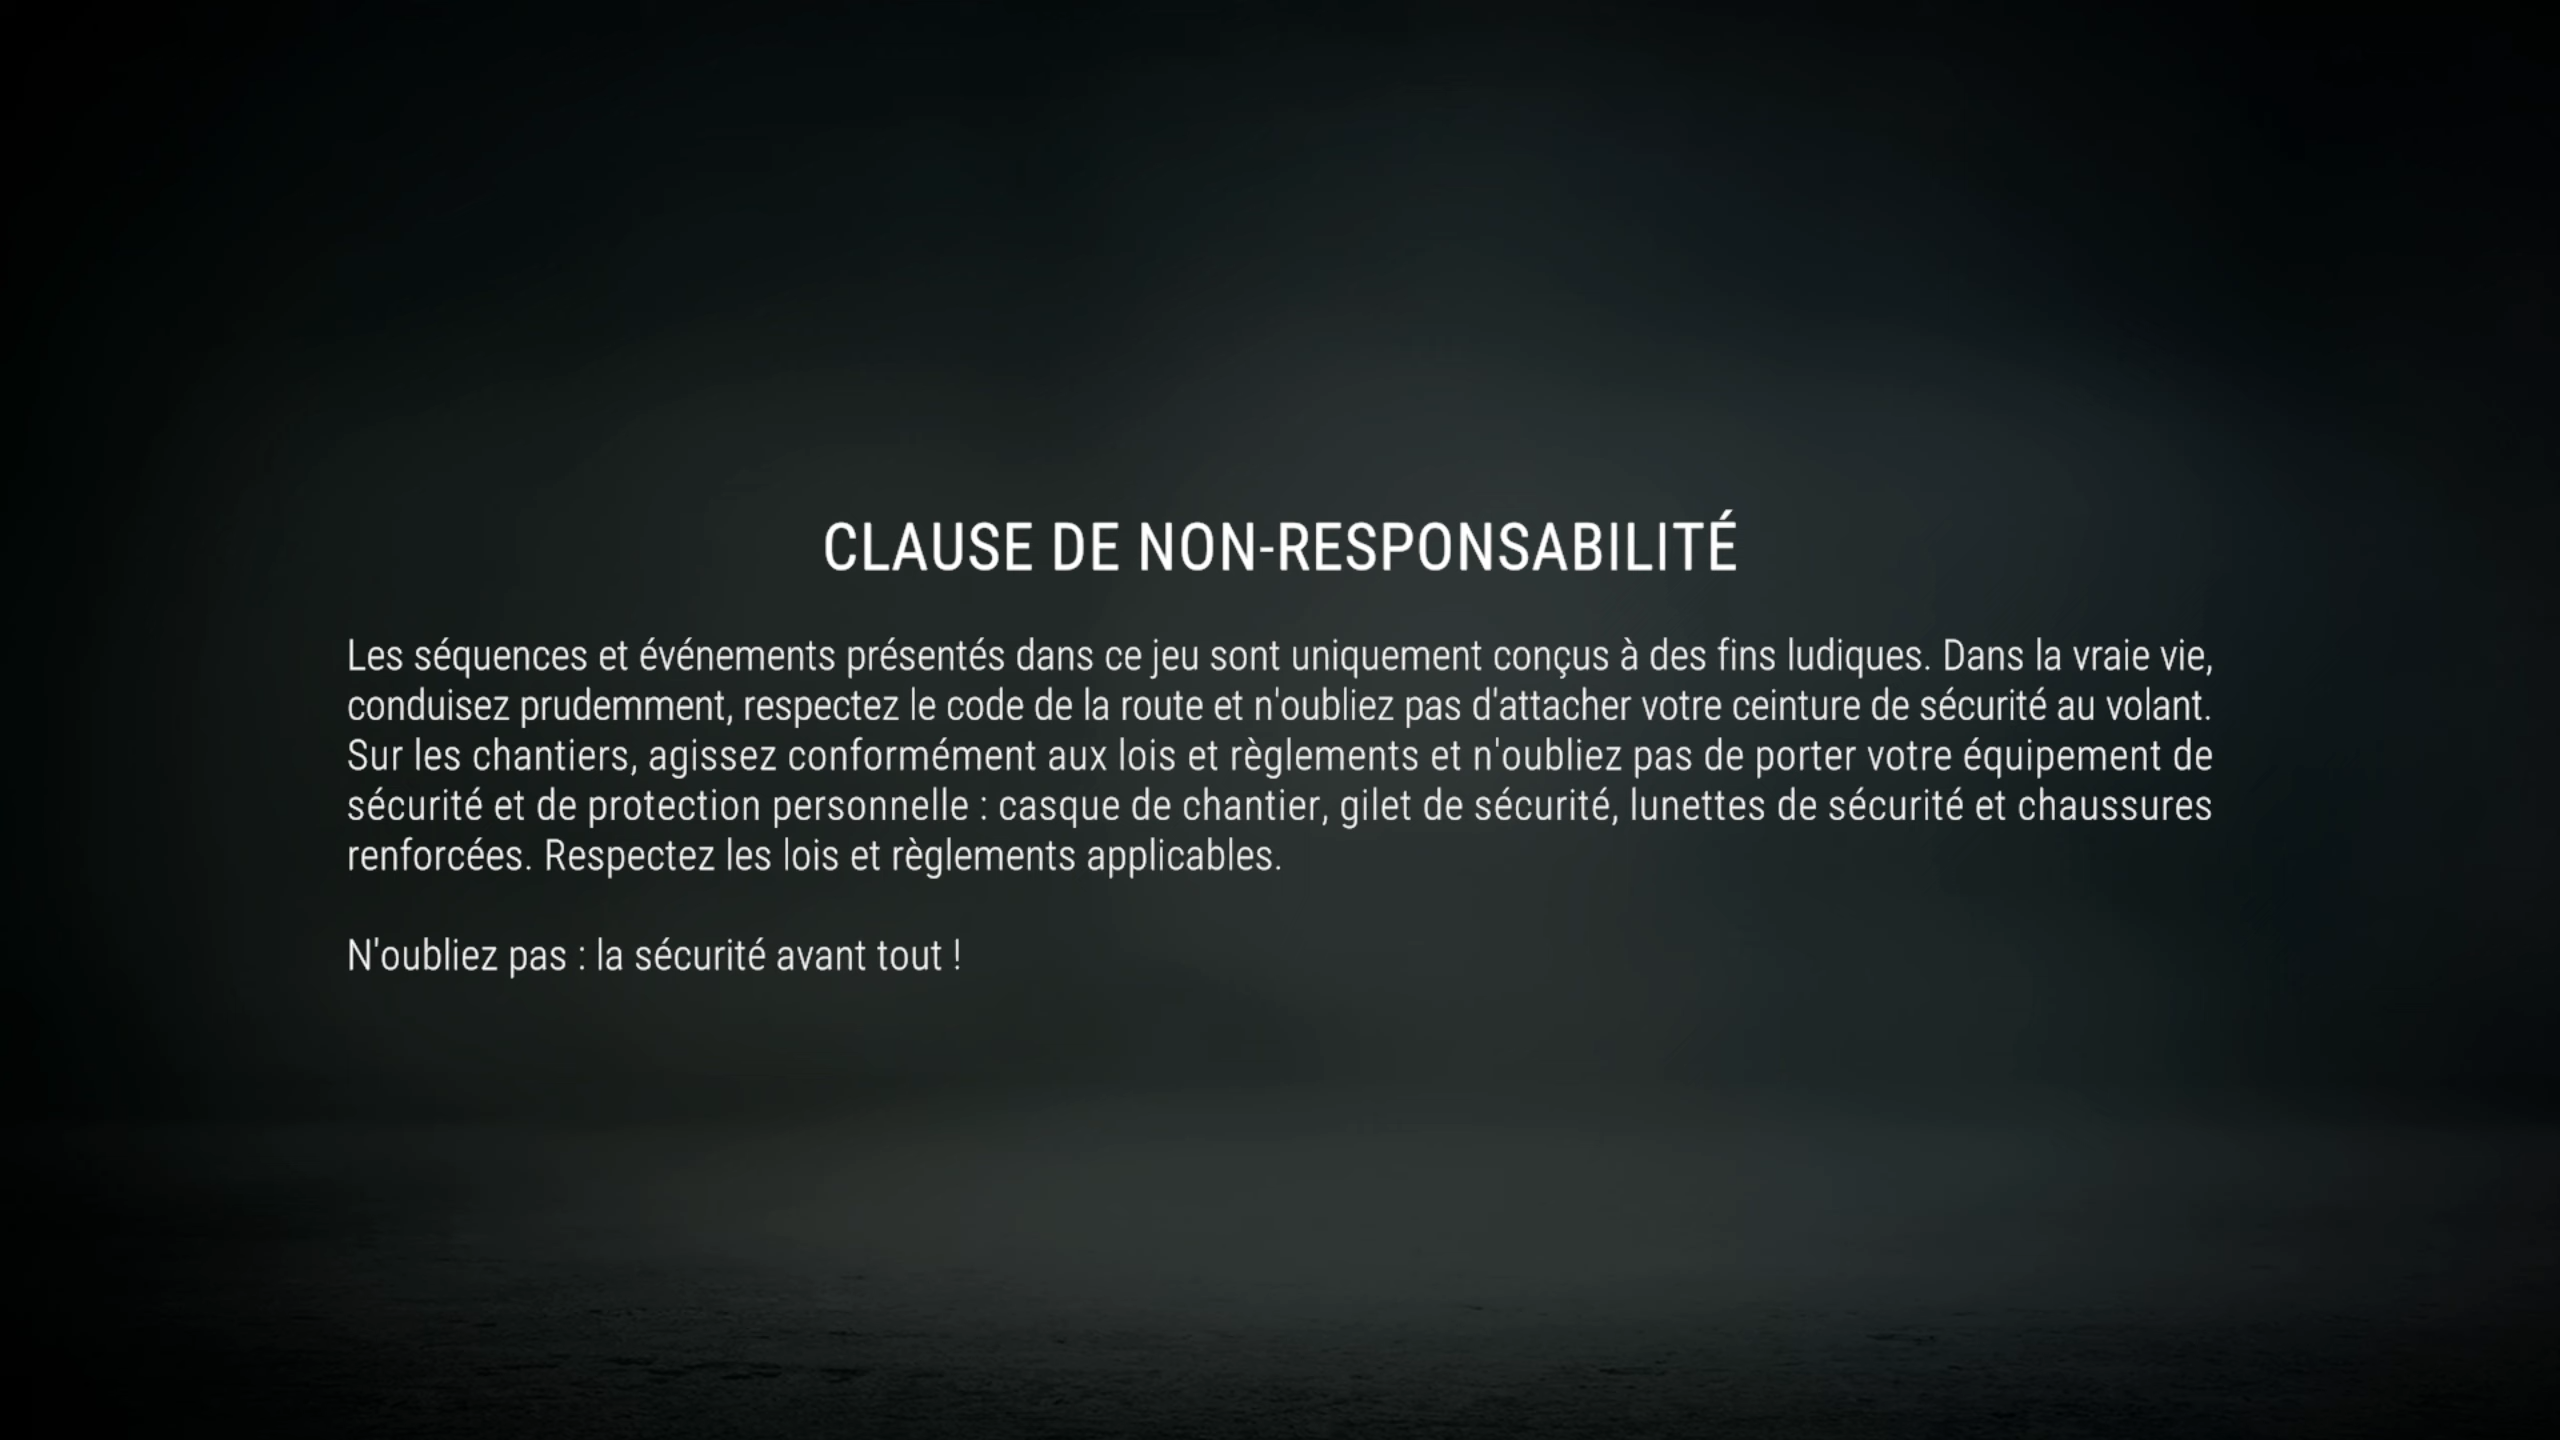 CLAUSE DE NON-RESPONSABILITÉ
Les séquences et événements présentés dans ce jeu sont uniquement conçus à des fins ludiques. Dans la vraie vie,
conduisez prudemment, respectez le code de la route et n'oubliez pas d'attacher votre ceinture de sécurité au volant.
Sur les chantiers, agissez conformément aux lois et règlements et n'oubliez pas de porter votre équipement de
sécurité et de protection personnelle : casque de chantier, gilet de sécurité, lunettes de sécurité et chaussures
renforcées. Respectez les lois et règlements applicables.
N'oubliez pas : la sécurité avant tout !